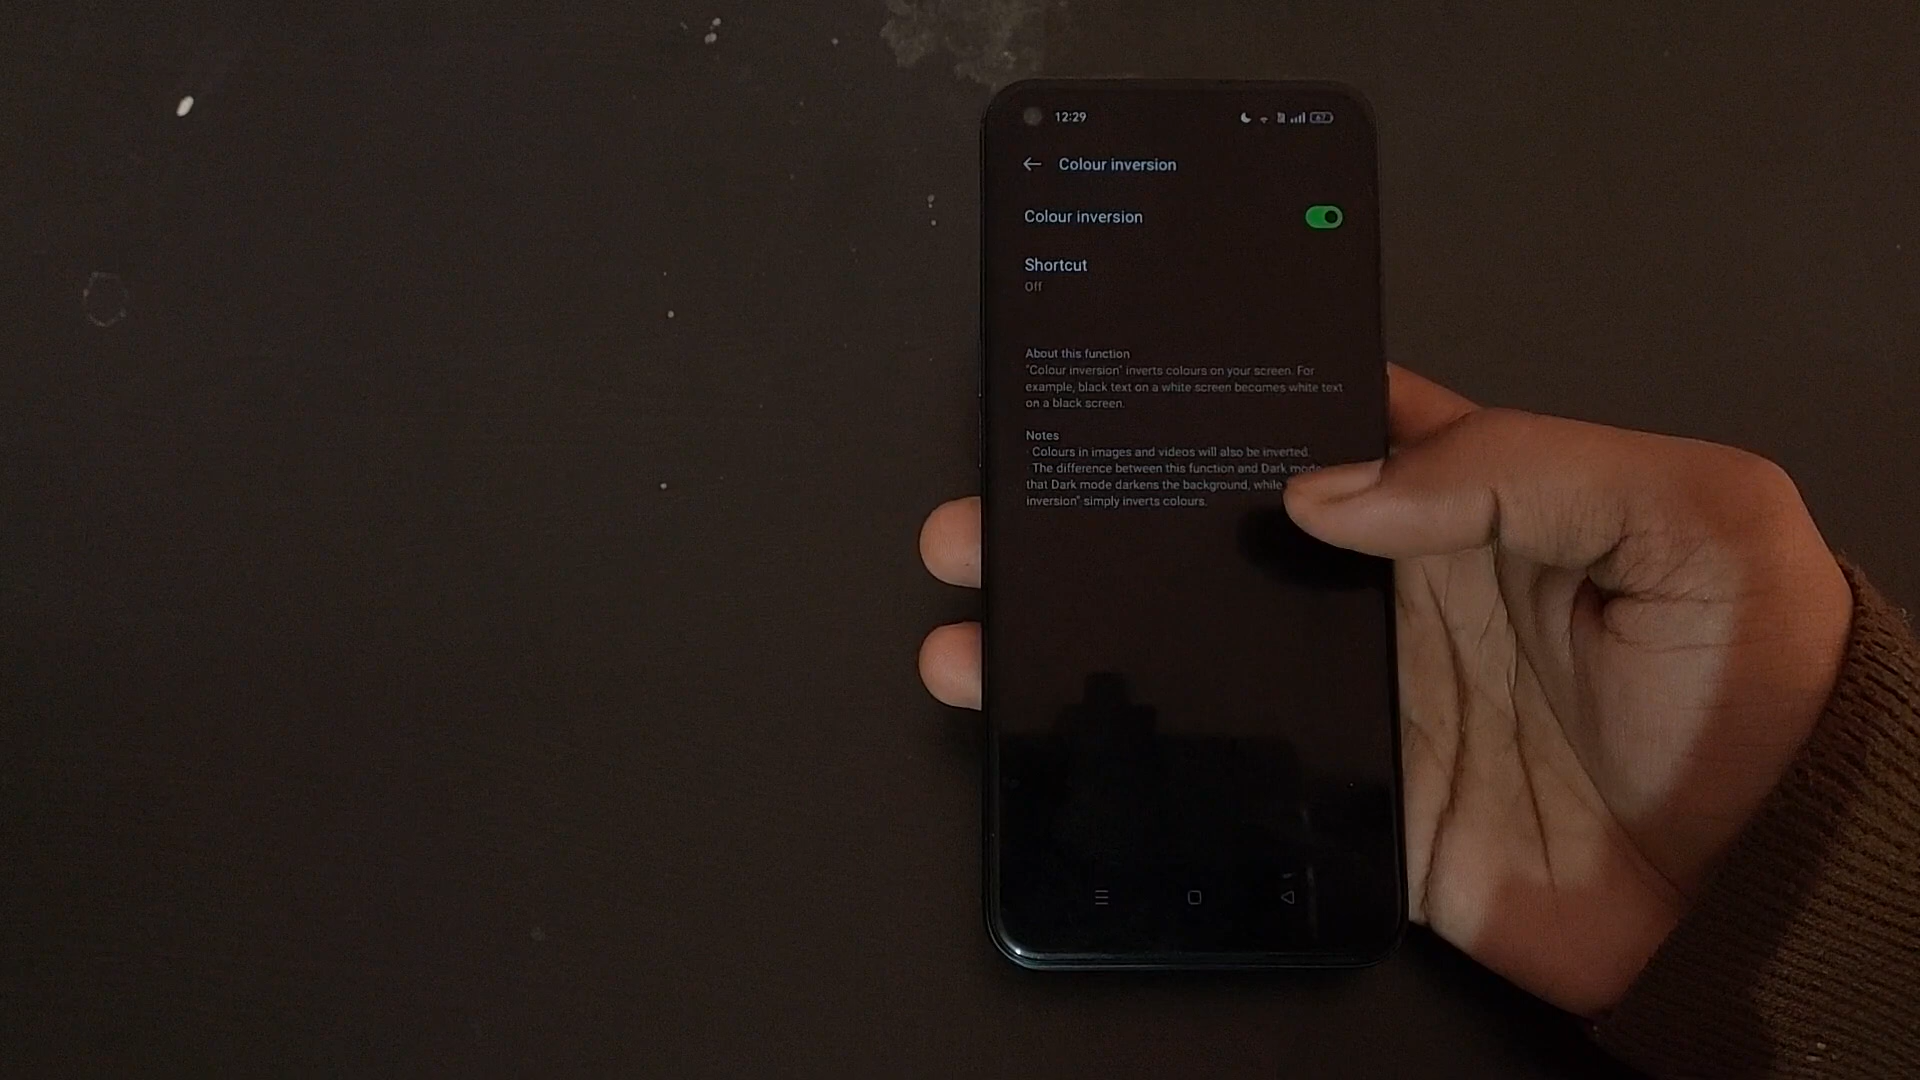 12:29
67
Colour inversion
Colour inversion
Shortcut
Off
About this function
"Colour inversion" inverts colours on your screen. For
example, black text on a white screen becomes white text
on a black screen.
Notes
· Colours in images and videos will also be inverted.
· The difference between this function and Dark mode
that Dark mode darkens the background, while
inversion" simply inverts colours.